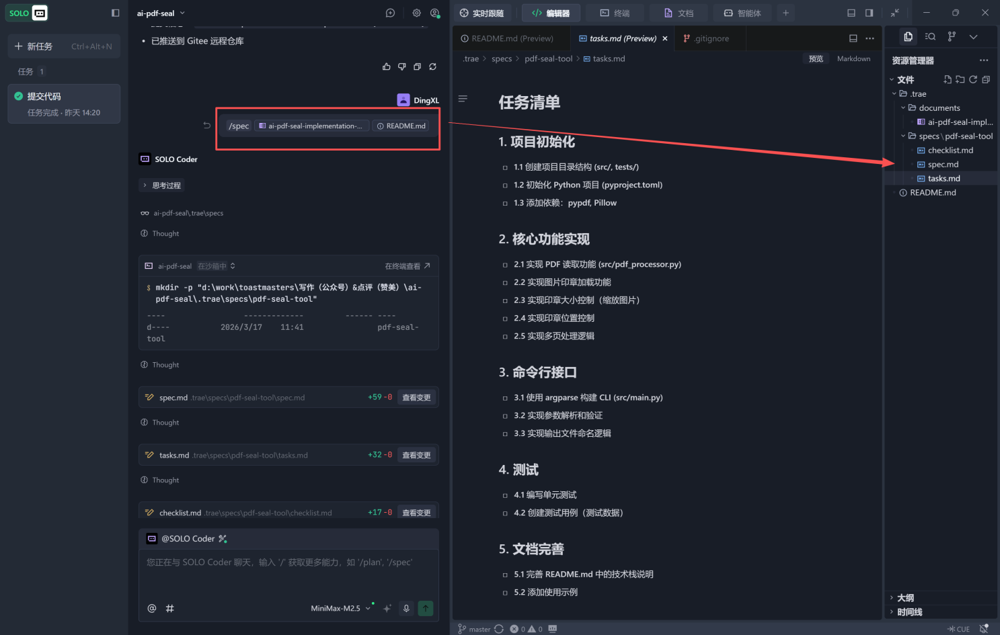 SOLO
新任务 Ctrl+Alt+N
任务 1
提交代码
任务完成 · 昨天 14:20
ai-pdf-seal
已推送到 Gitee 远程仓库
DingXL
/spec ai-pdf-seal-implementation-... README.md
SOLO Coder
思考过程
ai-pdf-seal\.trae\specs
Thought
ai-pdf-seal 在沙箱中 在终端查看
$ mkdir -p "d:\work\toastmasters\写作（公众号）&点评（赞美）\ai-
pdf-seal\.trae\specs\pdf-seal-tool"
---- ------------- ------ ----
d---- 2026/3/17 11:41 pdf-seal-
tool
Thought
spec.md .trae\specs\pdf-seal-tool\spec.md +59 -0 查看变更
Thought
tasks.md .trae\specs\pdf-seal-tool\tasks.md +32 -0 查看变更
Thought
checklist.md .trae\specs\pdf-seal-tool\checklist.md +17 -0 查看变更
@SOLO Coder
您正在与 SOLO Coder 聊天，输入 '/' 获取更多能力，如 '/plan', '/spec'
@ # MiniMax-M2.5
实时跟随 </> 编辑器 终端 文档 智能体 +
README.md (Preview) tasks.md (Preview) .gitignore
.trae > specs > pdf-seal-tool > tasks.md 预览 Markdown
任务清单
1. 项目初始化
1.1 创建项目目录结构 (src/, tests/)
1.2 初始化 Python 项目 (pyproject.toml)
1.3 添加依赖：pypdf, Pillow
2. 核心功能实现
2.1 实现 PDF 读取功能 (src/pdf_processor.py)
2.2 实现图片印章加载功能
2.3 实现印章大小控制（缩放图片）
2.4 实现印章位置控制
2.5 实现多页处理逻辑
3. 命令行接口
3.1 使用 argparse 构建 CLI (src/main.py)
3.2 实现参数解析和验证
3.3 实现输出文件命名逻辑
4. 测试
4.1 编写单元测试
4.2 创建测试用例（测试数据）
5. 文档完善
5.1 完善 README.md 中的技术栈说明
5.2 添加使用示例
master 0 0
资源管理器
文件
.trae
documents
ai-pdf-seal-impl...
specs\pdf-seal-tool
checklist.md
spec.md
tasks.md
README.md
大纲
时间线
CUE